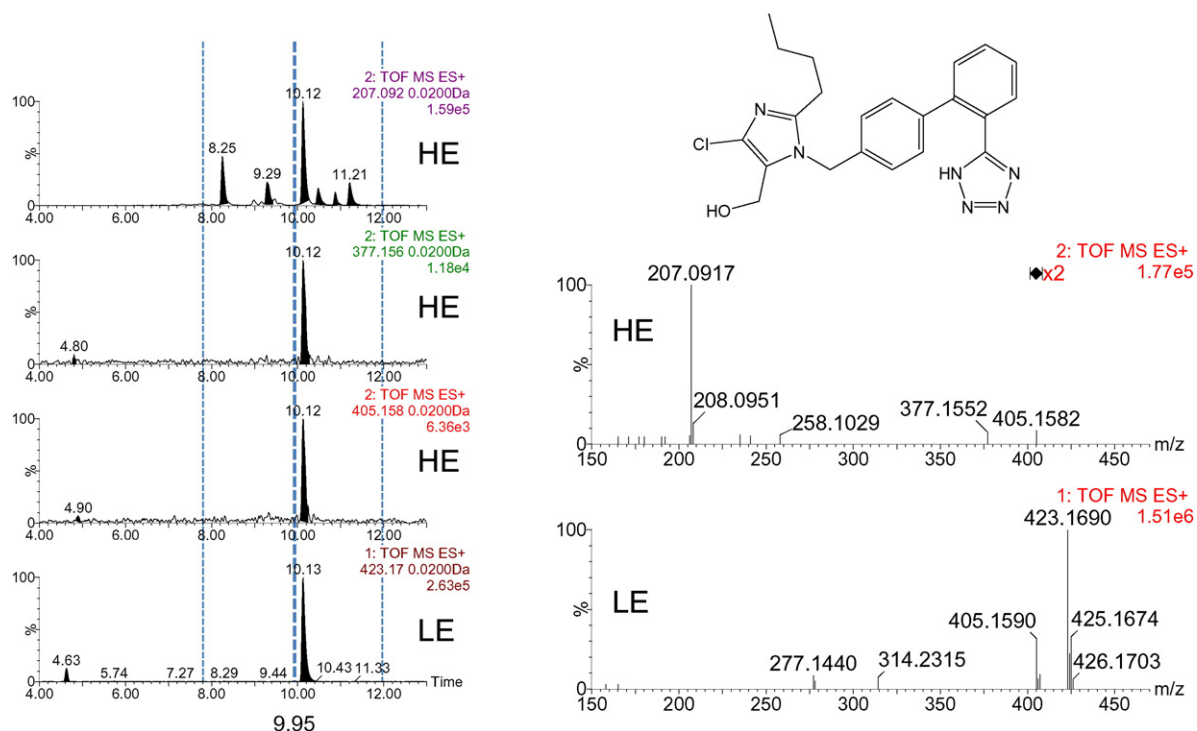 2: TOF MS ES+
207.092 0.0200Da
1.59e5
100
%
HE
8.25
9.29
10.12
11.21
4.00 6.00 8.00 10.00 12.00
2: TOF MS ES+
377.156 0.0200Da
1.18e4
100
%
HE
4.80
10.12
4.00 6.00 8.00 10.00 12.00
2: TOF MS ES+
405.158 0.0200Da
6.36e3
100
%
HE
4.90
10.12
4.00 6.00 8.00 10.00 12.00
1: TOF MS ES+
423.17 0.0200Da
2.63e5
100
%
LE
4.63
5.74
7.27
8.29
9.44
10.13
10.43
11.33
Time
4.00 6.00 8.00 10.00 12.00
9.95
N
Cl
N
HO
HN
N
N
N
2: TOF MS ES+
x2 1.77e5
100
%
0
HE
207.0917
208.0951
258.1029
377.1552
405.1582
150 200 250 300 350 400 450 m/z
1: TOF MS ES+
1.51e6
100
%
0
LE
277.1440
314.2315
405.1590
423.1690
425.1674
426.1703
150 200 250 300 350 400 450 m/z